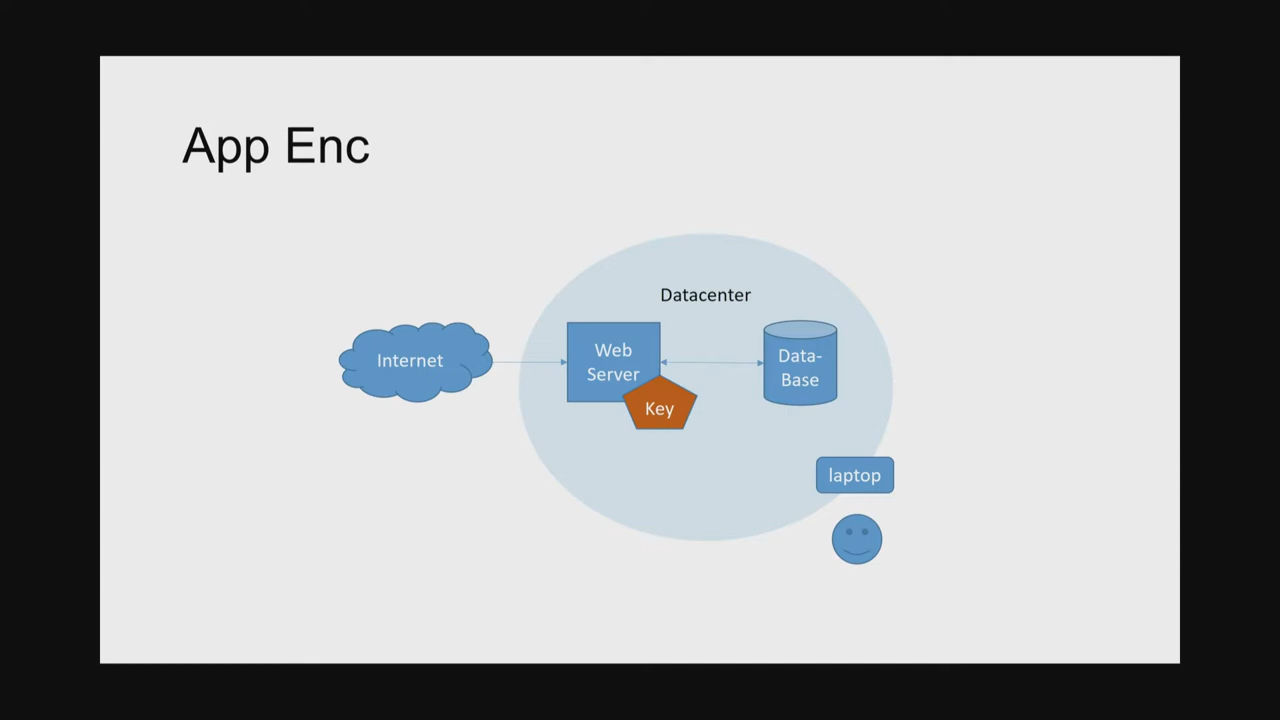 App Enc
Datacenter
Internet
Web
Server
Key
Data-
Base
laptop